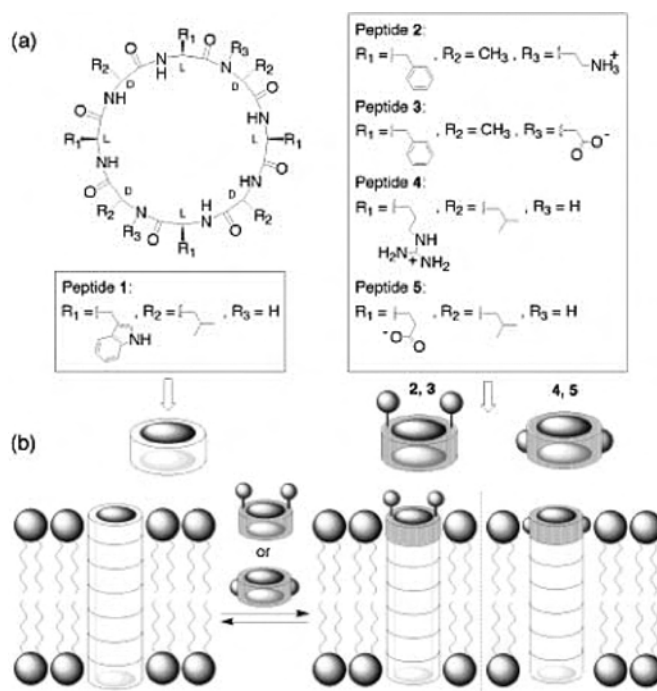 (a)
O R1 O R3
R2 L N R2
D N H D
O NH HN O
R1 L L R1
O NH NH O
D D
R2 N L HN R2
R3 O R1 O
Peptide 1:
R1 = , R2 = , R3 = H
NH
Peptide 2:
R1 = , R2 = CH3, R3 = NH3+
Peptide 3:
R1 = , R2 = CH3, R3 = O-
O
Peptide 4:
R1 = , R2 = , R3 = H
NH
H2N + NH2
Peptide 5:
R1 = , R2 = , R3 = H
-O O
2, 3 4, 5
(b)
or